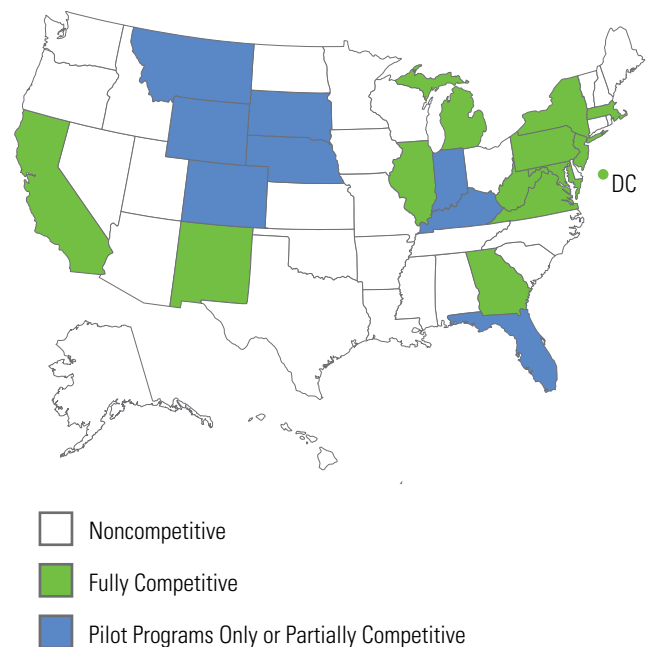 DC
Noncompetitive
Fully Competitive
Pilot Programs Only or Partially Competitive